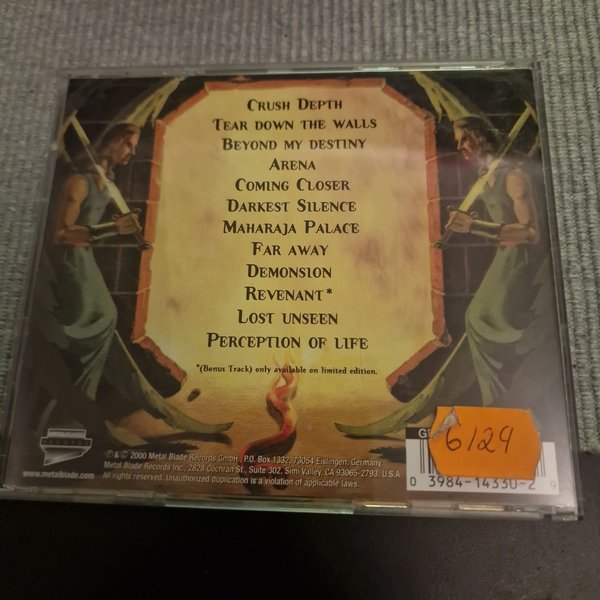 CRUSH DEPTH
TEAR DOWN THE WALLS
BEYOND MY DESTINY
ARENA
COMING CLOSER
DARKEST SILENCE
MAHARAJA PALACE
FAR AWAY
DEMONSION
REVENANT*
LOST UNSEEN
PERCEPTION OF LIFE
*(BONUS TRACK) ONLY AVAILABLE ON LIMITED EDITION.
℗ & © 2000 Metal Blade Records GmbH., P.O. Box 1332, 73054 Eislingen, Germany.
Metal Blade Records Inc., 2828 Cochran St., Suite 302, Simi Valley, CA 93065-2793, U.S.A.
www.metalblade.com All rights reserved. Unauthorized duplication is a violation of applicable laws.
6129
0 3984-14330-2 9